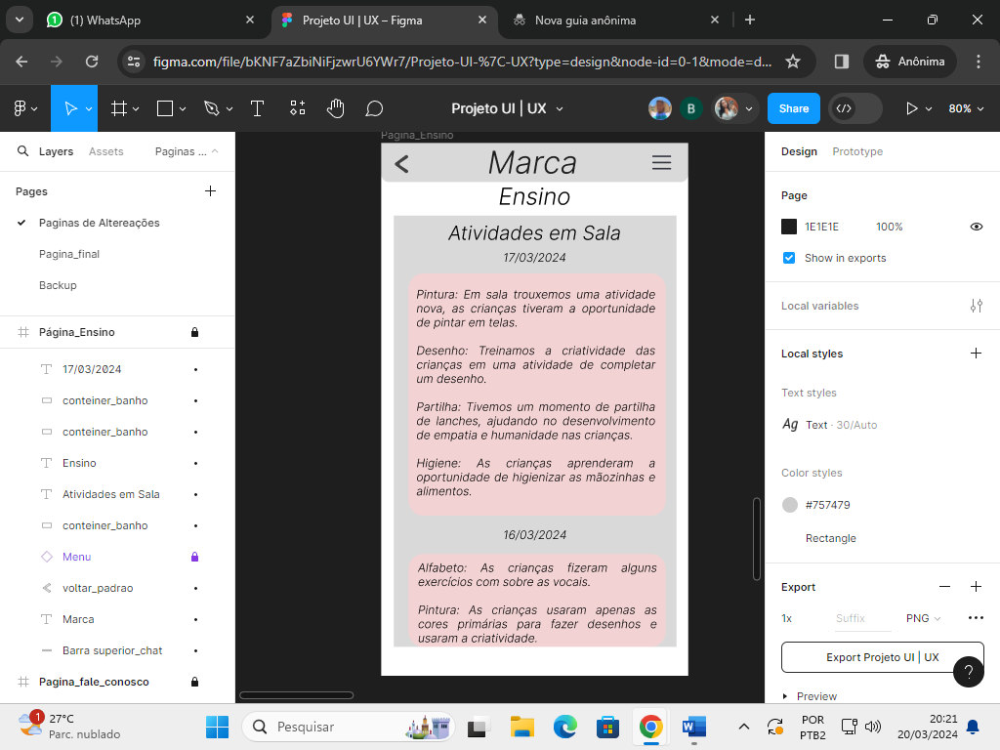 (1) WhatsApp
Projeto UI | UX – Figma
Nova guia anônima
figma.com/file/bKNF7aZbiNiFjzwrU6YWr7/Projeto-UI-%7C-UX?type=design&node-id=0-1&mode=d...
Anônima
Projeto UI | UX
B
Share
80%
Layers
Assets
Paginas ...
Pages
Paginas de Altereações
Pagina_final
Backup
Página_Ensino
17/03/2024
conteiner_banho
conteiner_banho
Ensino
Atividades em Sala
conteiner_banho
Menu
voltar_padrao
Marca
Barra superior_chat
Pagina_fale_conosco
Página_Ensino
Marca
Ensino
Atividades em Sala
17/03/2024
Pintura: Em sala trouxemos uma atividade
nova, as crianças tiveram a oportunidade
de pintar em telas.
Desenho: Treinamos a criatividade das
crianças em uma atividade de completar
um desenho.
Partilha: Tivemos um momento de partilha
de lanches, ajudando no desenvolvimento
de empatia e humanidade nas crianças.
Higiene: As crianças aprenderam a
oportunidade de higienizar as mãozinhas e
alimentos.
16/03/2024
Alfabeto: As crianças fizeram alguns
exercícios com sobre as vocais.
Pintura: As crianças usaram apenas as
cores primárias para fazer desenhos e
usaram a criatividade.
Design
Prototype
Page
1E1E1E
100%
Show in exports
Local variables
Local styles
Text styles
Ag Text · 30/Auto
Color styles
#757479
Rectangle
Export
1x
Suffix
PNG
Export Projeto UI | UX
?
Preview
1
27°C
Parc. nublado
Pesquisar
POR
PTB2
20:21
20/03/2024